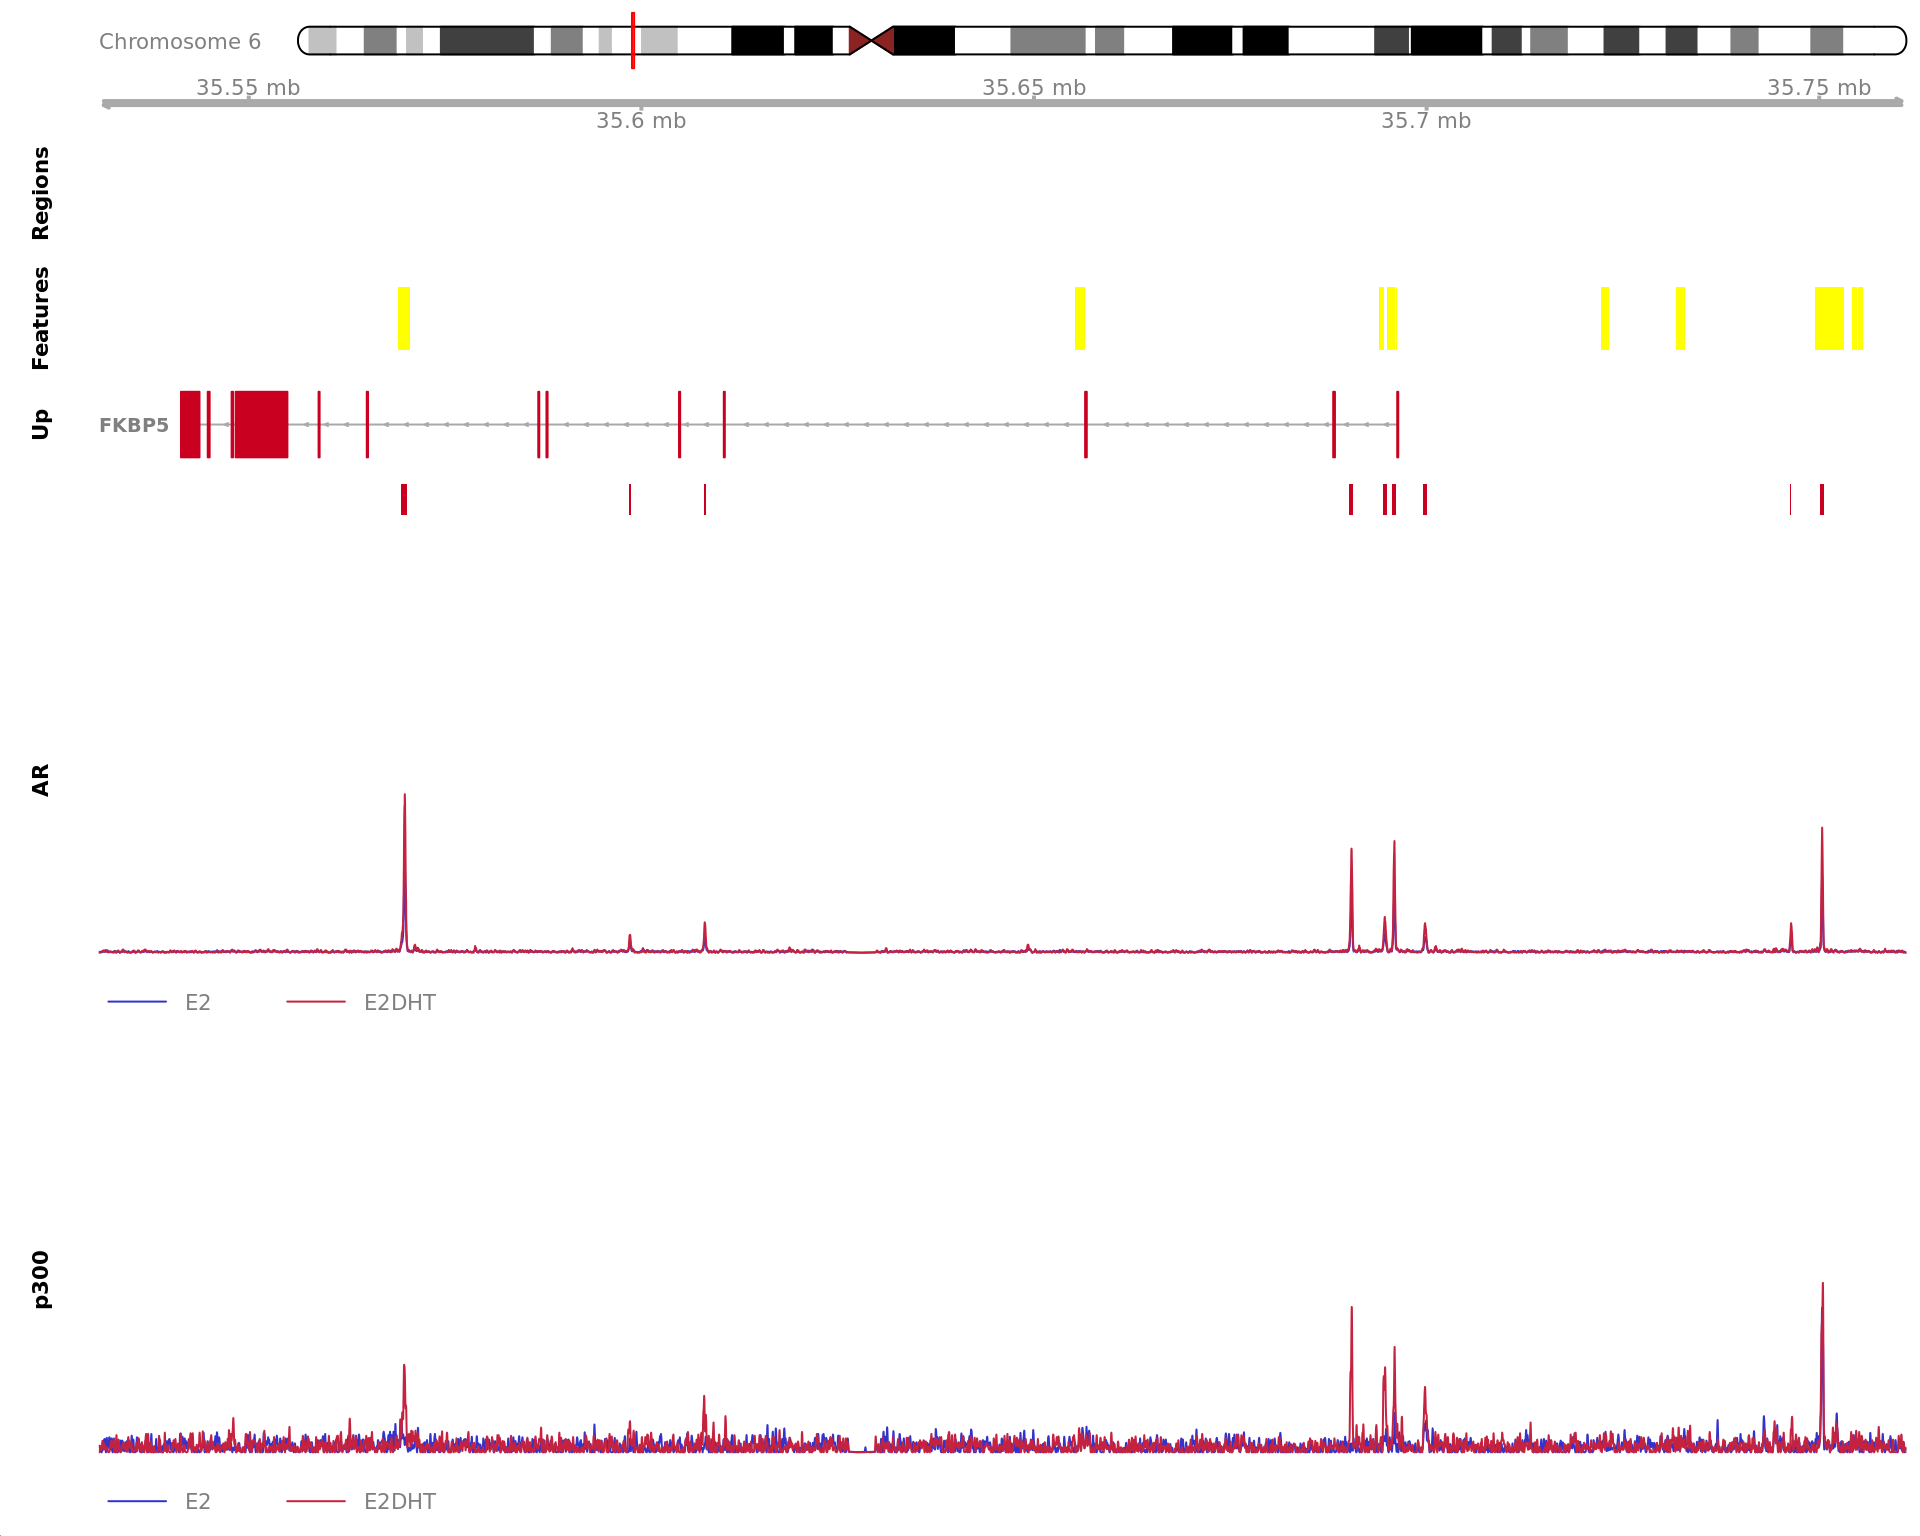 Chromosome 6
35.55 mb
35.65 mb
35.75 mb
35.6 mb
35.7 mb
Regions
Features
Up
FKBP5
AR
E2
E2DHT
p300
E2
E2DHT